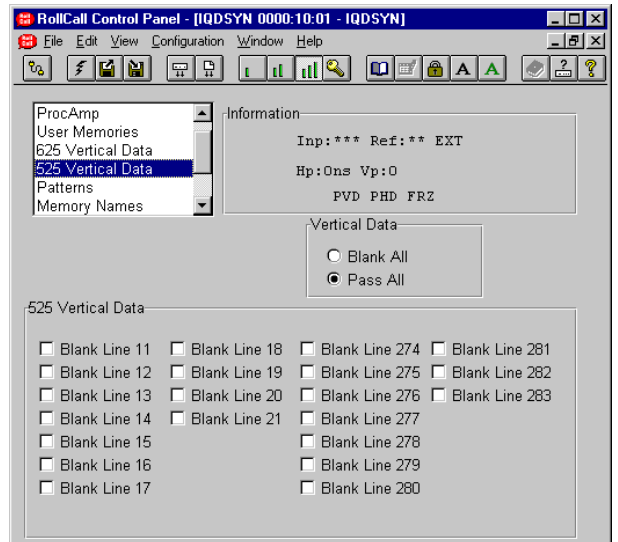 RollCall Control Panel - [IQDSYN 0000:10:01 - IQDSYN]
File Edit View Configuration Window Help
A A
ProcAmp
User Memories
625 Vertical Data
525 Vertical Data
Patterns
Memory Names
Information
Inp:*** Ref:** EXT
Hp:0ns Vp:0
PVD PHD FRZ
Vertical Data
Blank All
Pass All
525 Vertical Data
Blank Line 11 Blank Line 18 Blank Line 274 Blank Line 281
Blank Line 12 Blank Line 19 Blank Line 275 Blank Line 282
Blank Line 13 Blank Line 20 Blank Line 276 Blank Line 283
Blank Line 14 Blank Line 21 Blank Line 277
Blank Line 15 Blank Line 278
Blank Line 16 Blank Line 279
Blank Line 17 Blank Line 280